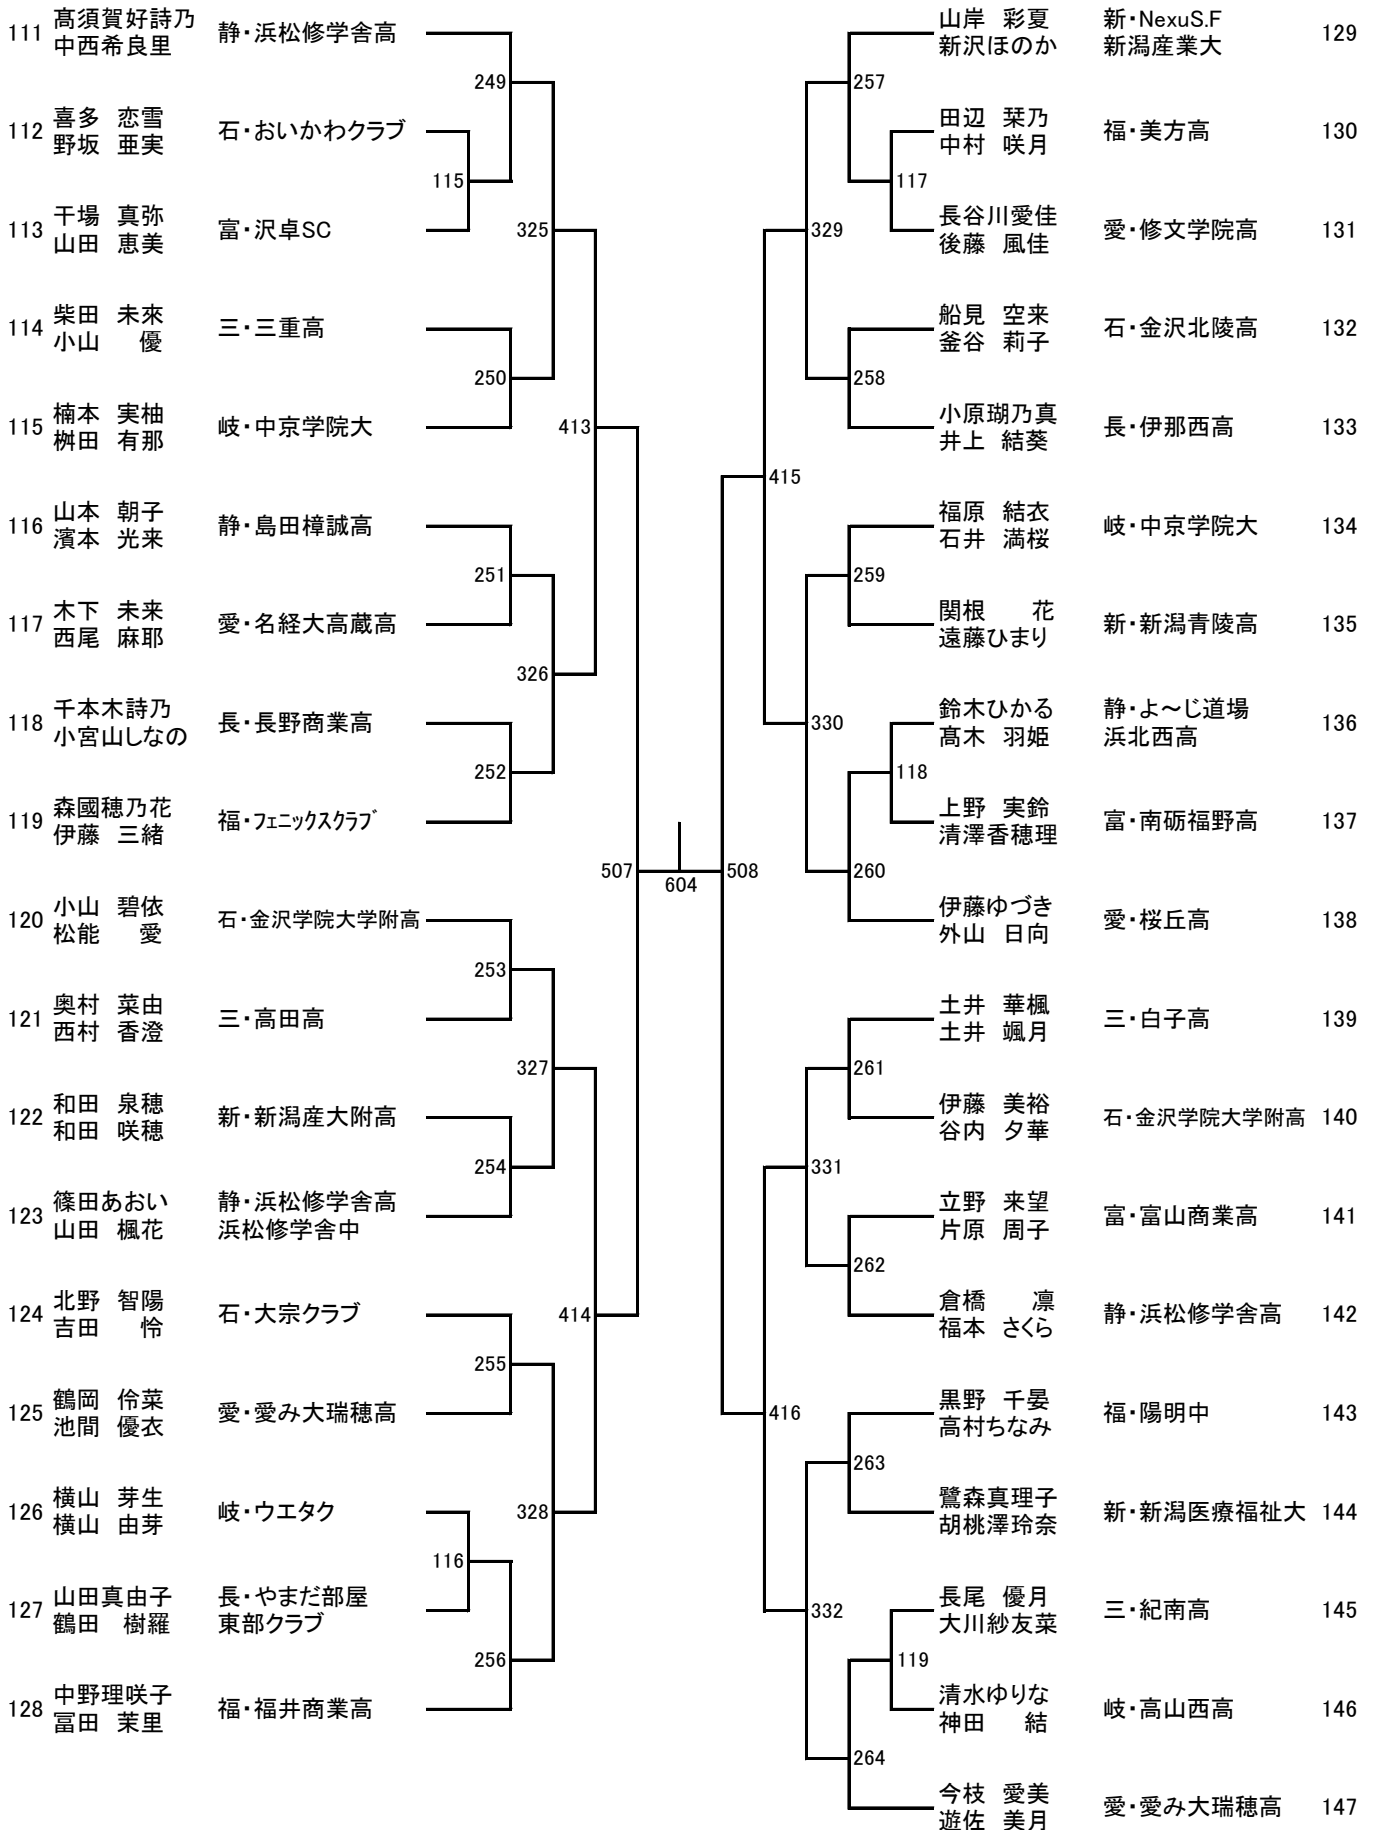 111 髙須賀好詩乃 静・浜松修学舎高
中西希良里
249
112 喜多 恋雪 石・おいかわクラブ
野坂 亜実
115
113 干場 真弥 富・沢卓SC
山田 恵美
325
114 柴田 未來 三・三重高
小山 優
250
115 楠本 実柚 岐・中京学院大
桝田 有那
413
116 山本 朝子 静・島田樟誠高
濱本 光来
251
117 木下 未来 愛・名経大高蔵高
西尾 麻耶
326
118 千本木詩乃 長・長野商業高
小宮山しなの
252
119 森國穂乃花 福・フェニックスクラブ
伊藤 三緒
507
604
120 小山 碧依 石・金沢学院大学附高
松能 愛
253
121 奥村 菜由 三・高田高
西村 香澄
327
122 和田 泉穂 新・新潟産大附高
和田 咲穂
254
123 篠田あおい 静・浜松修学舎高
山田 楓花 浜松修学舎中
124 北野 智陽 石・大宗クラブ
吉田 怜
414
255
125 鶴岡 伶菜 愛・愛み大瑞穂高
池間 優衣
126 横山 芽生 岐・ウエタク
横山 由芽
328
116
127 山田真由子 長・やまだ部屋
鶴田 樹羅 東部クラブ
256
128 中野理咲子 福・福井商業高
冨田 茉里
山岸 彩夏 新・NexuS.F 129
新沢ほのか 新潟産業大
257
田辺 栞乃 福・美方高 130
中村 咲月
117
長谷川愛佳 愛・修文学院高 131
後藤 風佳
329
船見 空来 石・金沢北陵高 132
釜谷 莉子
258
小原瑚乃真 長・伊那西高 133
井上 結葵
415
福原 結衣 岐・中京学院大 134
石井 満桜
259
関根 花 新・新潟青陵高 135
遠藤ひまり
330
鈴木ひかる 静・よ～じ道場 136
髙木 羽姫 浜北西高
118
上野 実鈴 富・南砺福野高 137
清澤香穂理
260
508
伊藤ゆづき 愛・桜丘高 138
外山 日向
土井 華楓 三・白子高 139
土井 颯月
261
伊藤 美裕 石・金沢学院大学附高 140
谷内 夕華
331
立野 来望 富・富山商業高 141
片原 周子
262
倉橋 凛 静・浜松修学舎高 142
福本 さくら
416
黒野 千晏 福・陽明中 143
高村ちなみ
263
鷺森真理子 新・新潟医療福祉大 144
胡桃澤玲奈
332
長尾 優月 三・紀南高 145
大川紗友菜
119
清水ゆりな 岐・高山西高 146
神田 結
264
今枝 愛美 愛・愛み大瑞穂高 147
遊佐 美月